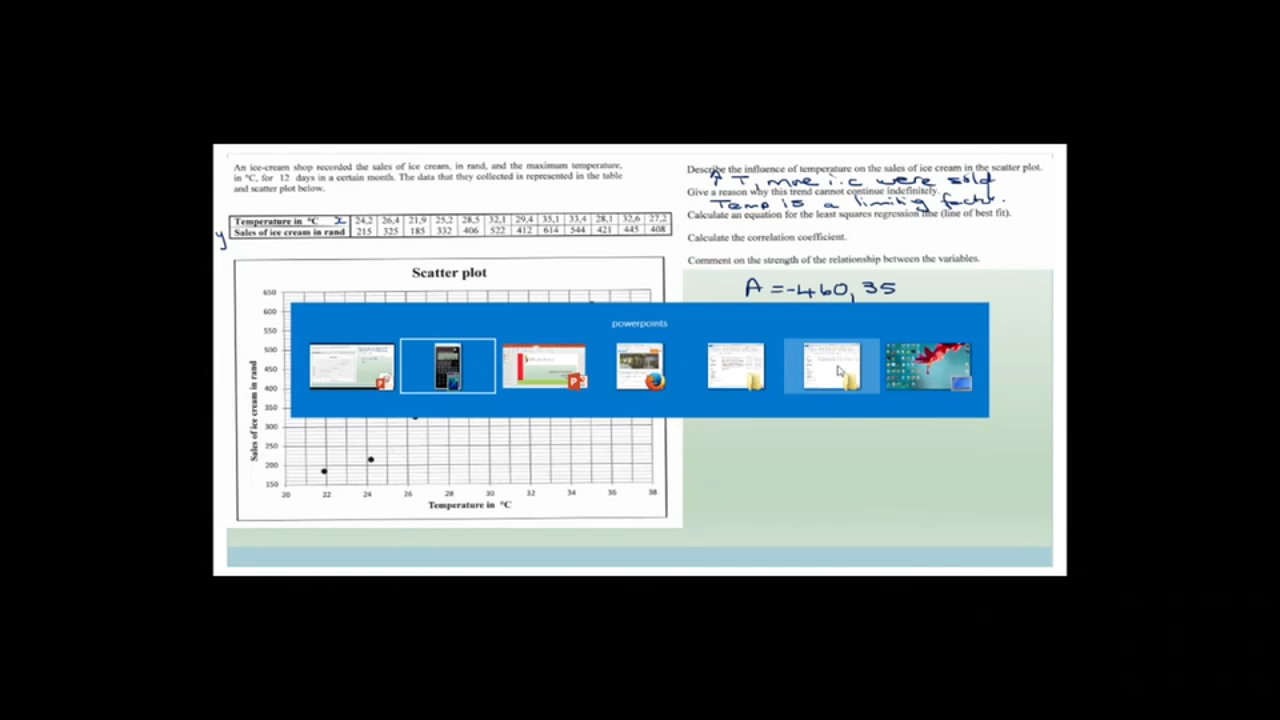 An ice-cream shop recorded the sales of ice cream, in rand, and the maximum temperature,
in °C, for 12 days in a certain month. The data that they collected is represented in the table
and scatter plot below.
Temperature in °C x 24,2 26,4 21,9 25,2 28,5 32,1 29,4 35,1 33,4 28,1 32,6 27,2
y Sales of ice cream in rand 215 325 185 332 406 522 412 614 544 421 445 408
Scatter plot
650
600
550
500
450
400
350
300
250
200
150
20 22 24 26 28 30 32 34 36 38
Sales of ice cream in rand
Temperature in °C
Describe the influence of temperature on the sales of ice cream in the scatter plot.
↑ T, more i.c were sold
Give a reason why this trend cannot continue indefinitely.
Temp is a limiting factor.
Calculate an equation for the least squares regression line (line of best fit).
Calculate the correlation coefficient.
Comment on the strength of the relationship between the variables.
A = -460,35
powerpoints